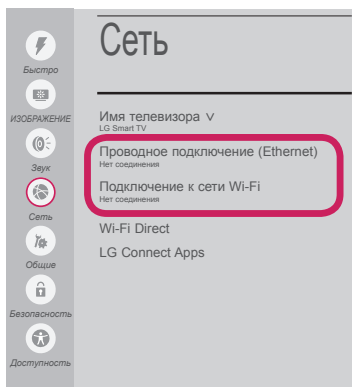 Быстро
ИЗОБРАЖЕНИЕ
Звук
Сеть
Общие
Безопасность
Доступность
Сеть
Имя телевизора ∨
LG Smart TV
Проводное подключение (Ethernet)
Нет соединения
Подключение к сети Wi-Fi
Нет соединения
Wi-Fi Direct
LG Connect Apps